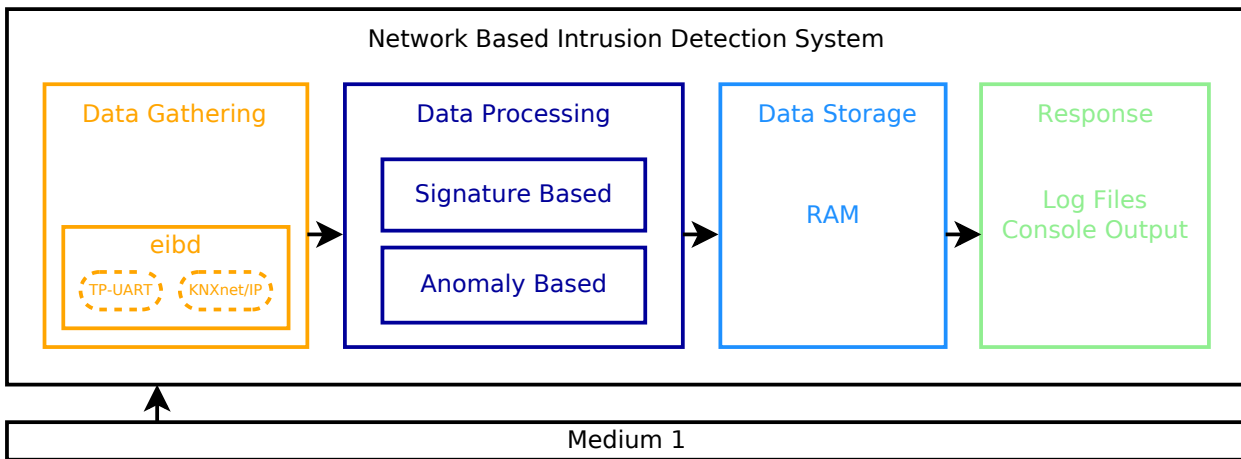 Network Based Intrusion Detection System
Data Gathering
eibd
TP-UART
KNXnet/IP
Data Processing
Signature Based
Anomaly Based
Data Storage
RAM
Response
Log Files
Console Output
Medium 1